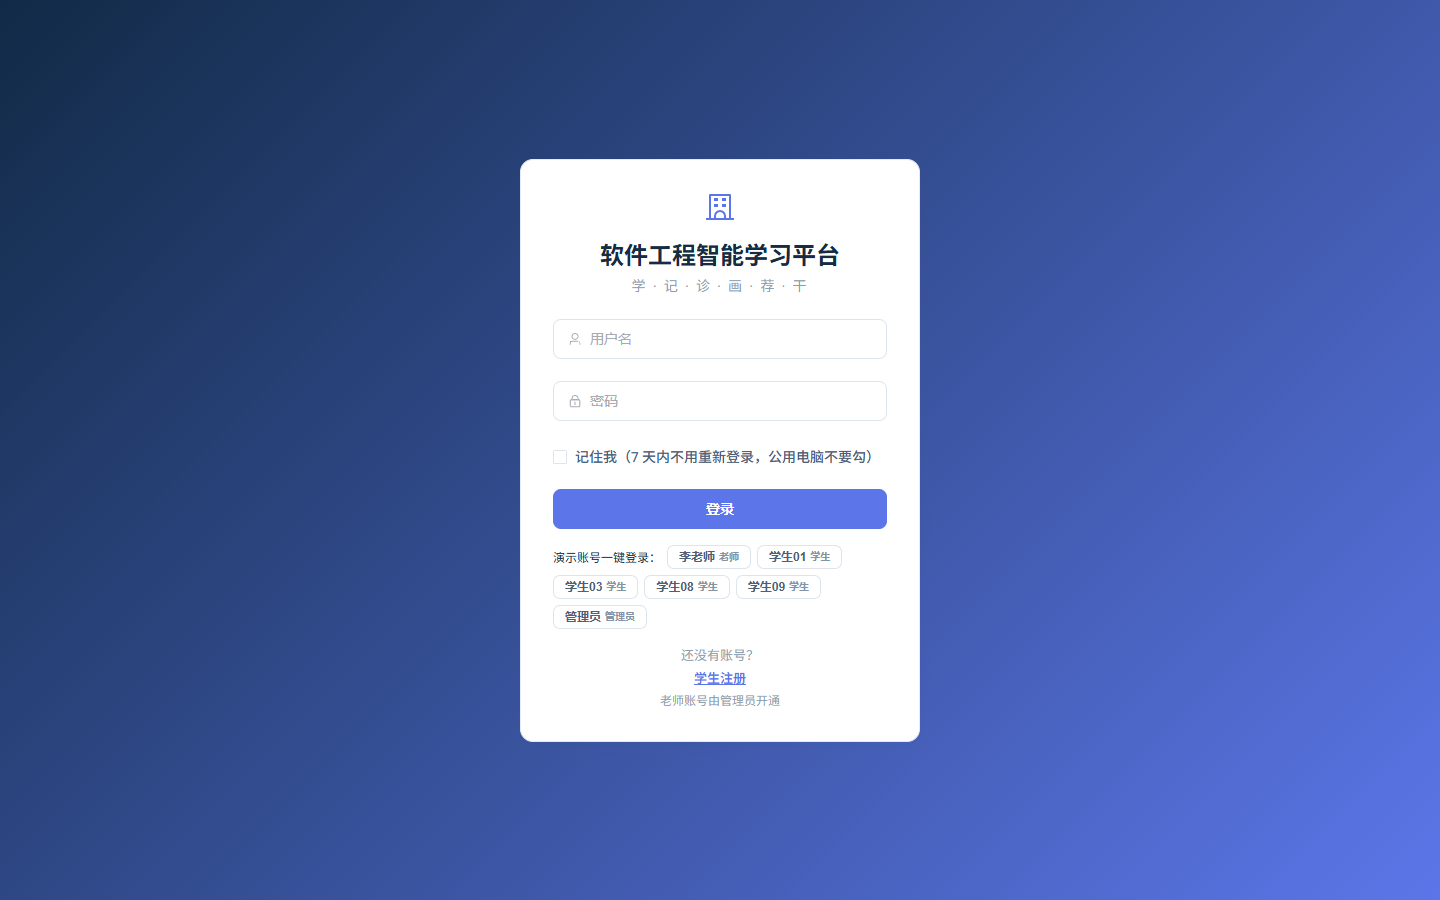 软件工程智能学习平台
学 · 记 · 诊 · 画 · 荐 · 干
用户名
密码
记住我（7 天内不用重新登录，公用电脑不要勾）
登录
演示账号一键登录： 李老师 老师 学生01 学生
学生03 学生 学生08 学生 学生09 学生
管理员 管理员
还没有账号？
学生注册
老师账号由管理员开通